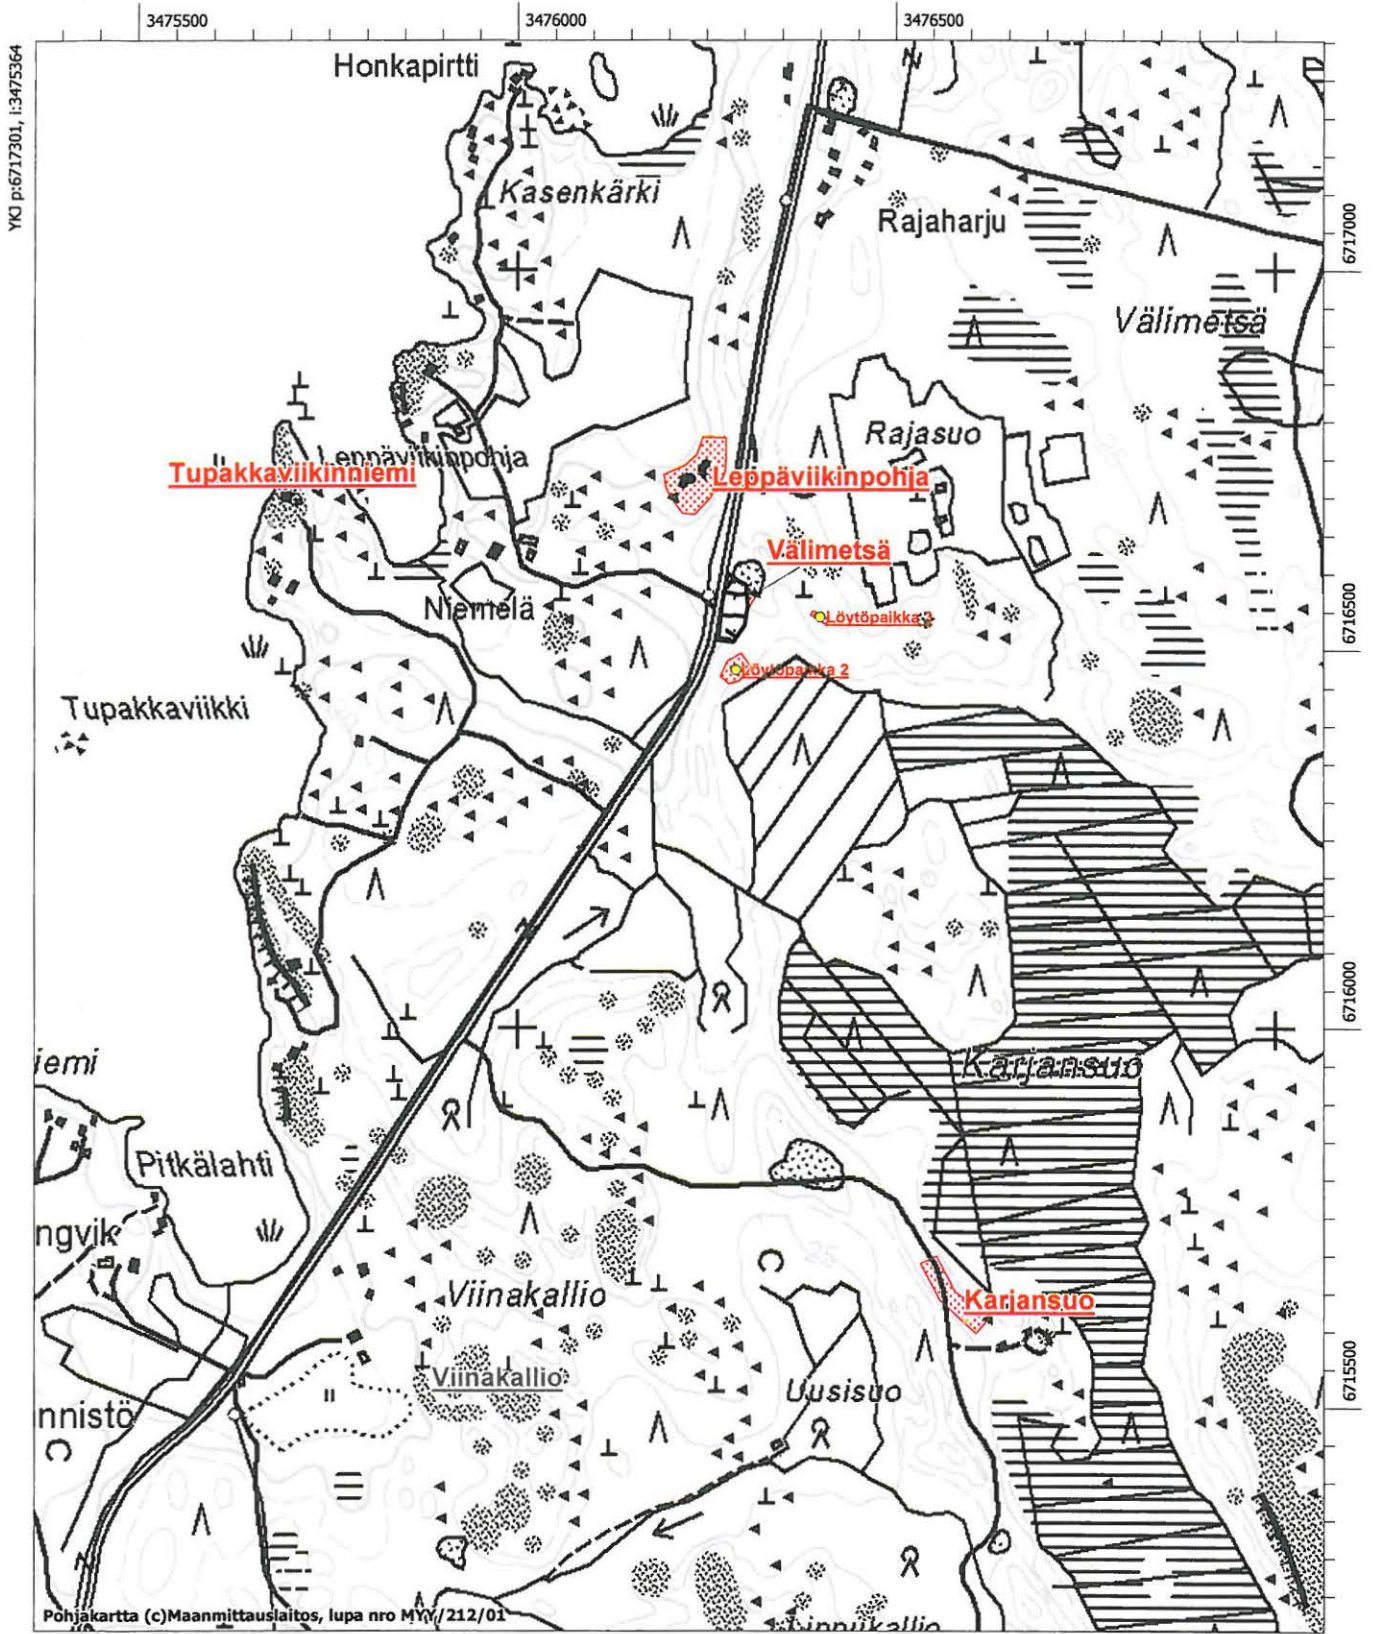 3475500
3476000
3476500
YKJ p:6717301, i:3475364
Honkapirtti
Kasenkärki
Rajaharju
6717000
Välimetsä
Rajasuo
Leppäviikinpohja
Tupakkaviikinniemi
Leppäviikinpohja
Välimetsä
Niemelä
Löytöpaikka 3
6716500
Löytöpaikka 2
Tupakkaviikki
6716000
iemi
Karjansuo
Pitkälahti
ngvik
25
Viinakallio
Karjansuo
Viinakallio
Uusisuo
6715500
nnistö
Pohjakartta (c)Maanmittauslaitos, lupa nro MYY/212/01